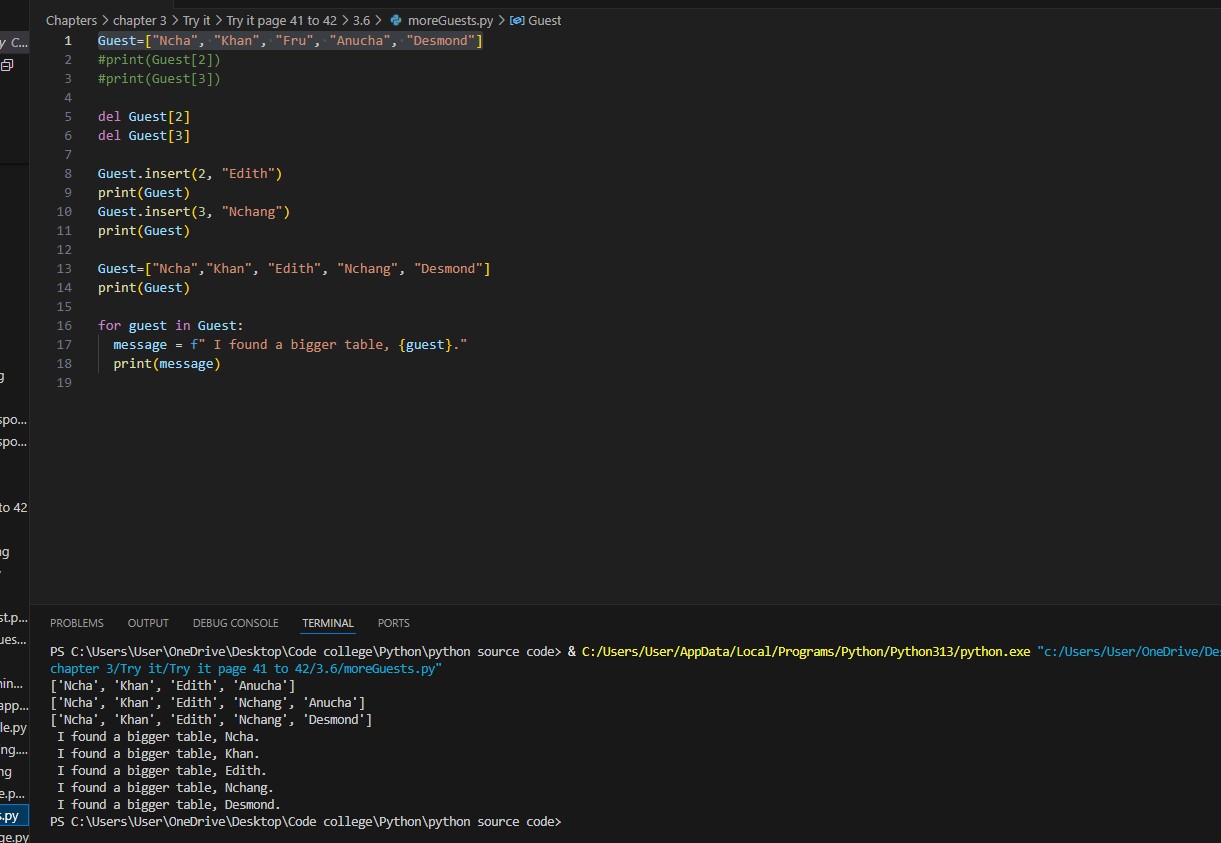 Chapters > chapter 3 > Try it > Try it page 41 to 42 > 3.6 > moreGuests.py > Guest
y C...
1 Guest=["Ncha", "Khan", "Fru", "Anucha", "Desmond"]
2 #print(Guest[2])
3 #print(Guest[3])
4
5 del Guest[2]
6 del Guest[3]
7
8 Guest.insert(2, "Edith")
9 print(Guest)
10 Guest.insert(3, "Nchang")
11 print(Guest)
12
13 Guest=["Ncha","Khan", "Edith", "Nchang", "Desmond"]
14 print(Guest)
15
16 for guest in Guest:
17   message = f" I found a bigger table, {guest}."
18   print(message)
19
g
spo...
spo...
to 42
ng
st.p...
ues...
nin...
app...
le.py
ng....
ng
e.p...
s.py
ge.py
PROBLEMS OUTPUT DEBUG CONSOLE TERMINAL PORTS
PS C:\Users\User\OneDrive\Desktop\Code college\Python\python source code> & C:/Users/User/AppData/Local/Programs/Python/Python313/python.exe "c:/Users/User/OneDrive/Des
chapter 3/Try it/Try it page 41 to 42/3.6/moreGuests.py"
['Ncha', 'Khan', 'Edith', 'Anucha']
['Ncha', 'Khan', 'Edith', 'Nchang', 'Anucha']
['Ncha', 'Khan', 'Edith', 'Nchang', 'Desmond']
 I found a bigger table, Ncha.
 I found a bigger table, Khan.
 I found a bigger table, Edith.
 I found a bigger table, Nchang.
 I found a bigger table, Desmond.
PS C:\Users\User\OneDrive\Desktop\Code college\Python\python source code>